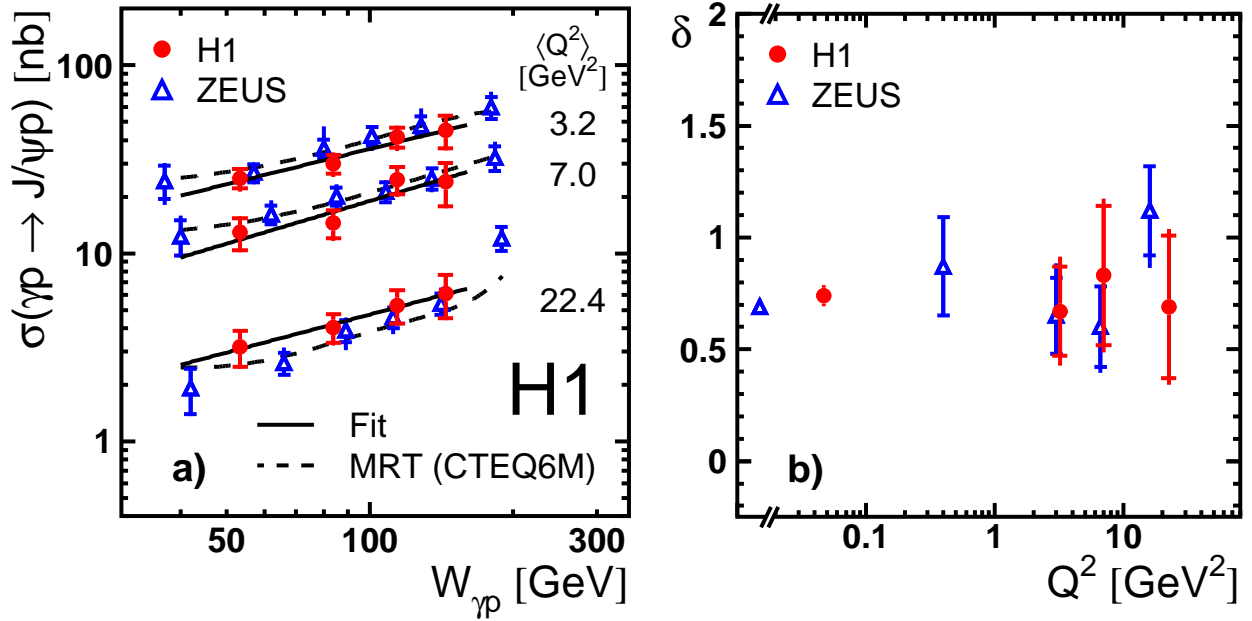 σ(γp → J/ψp) [nb]
100
10
1
H1
ZEUS
⟨Q²⟩
[GeV²]
3.2
7.0
22.4
H1
Fit
MRT (CTEQ6M)
a)
50 100 300
W_γp [GeV]
δ
2
1.5
1
0.5
0
H1
ZEUS
b)
0.1 1 10
Q² [GeV²]